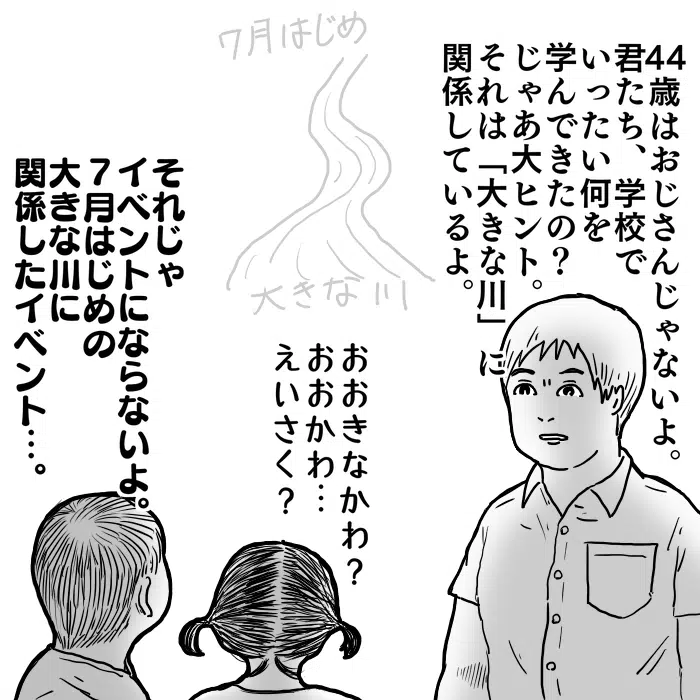 7月はじめ
大きな川
44歳はおじさんじゃないよ。
君たち、学校で
いったい何を
学んできたの?
じゃあ大ヒント。
それは「大きな川」に
関係しているよ。
おおきなかわ?
おおかわ…
えいさく?
それじゃ
イベントにならないよ。
7月はじめの
大きな川に
関係したイベント…。